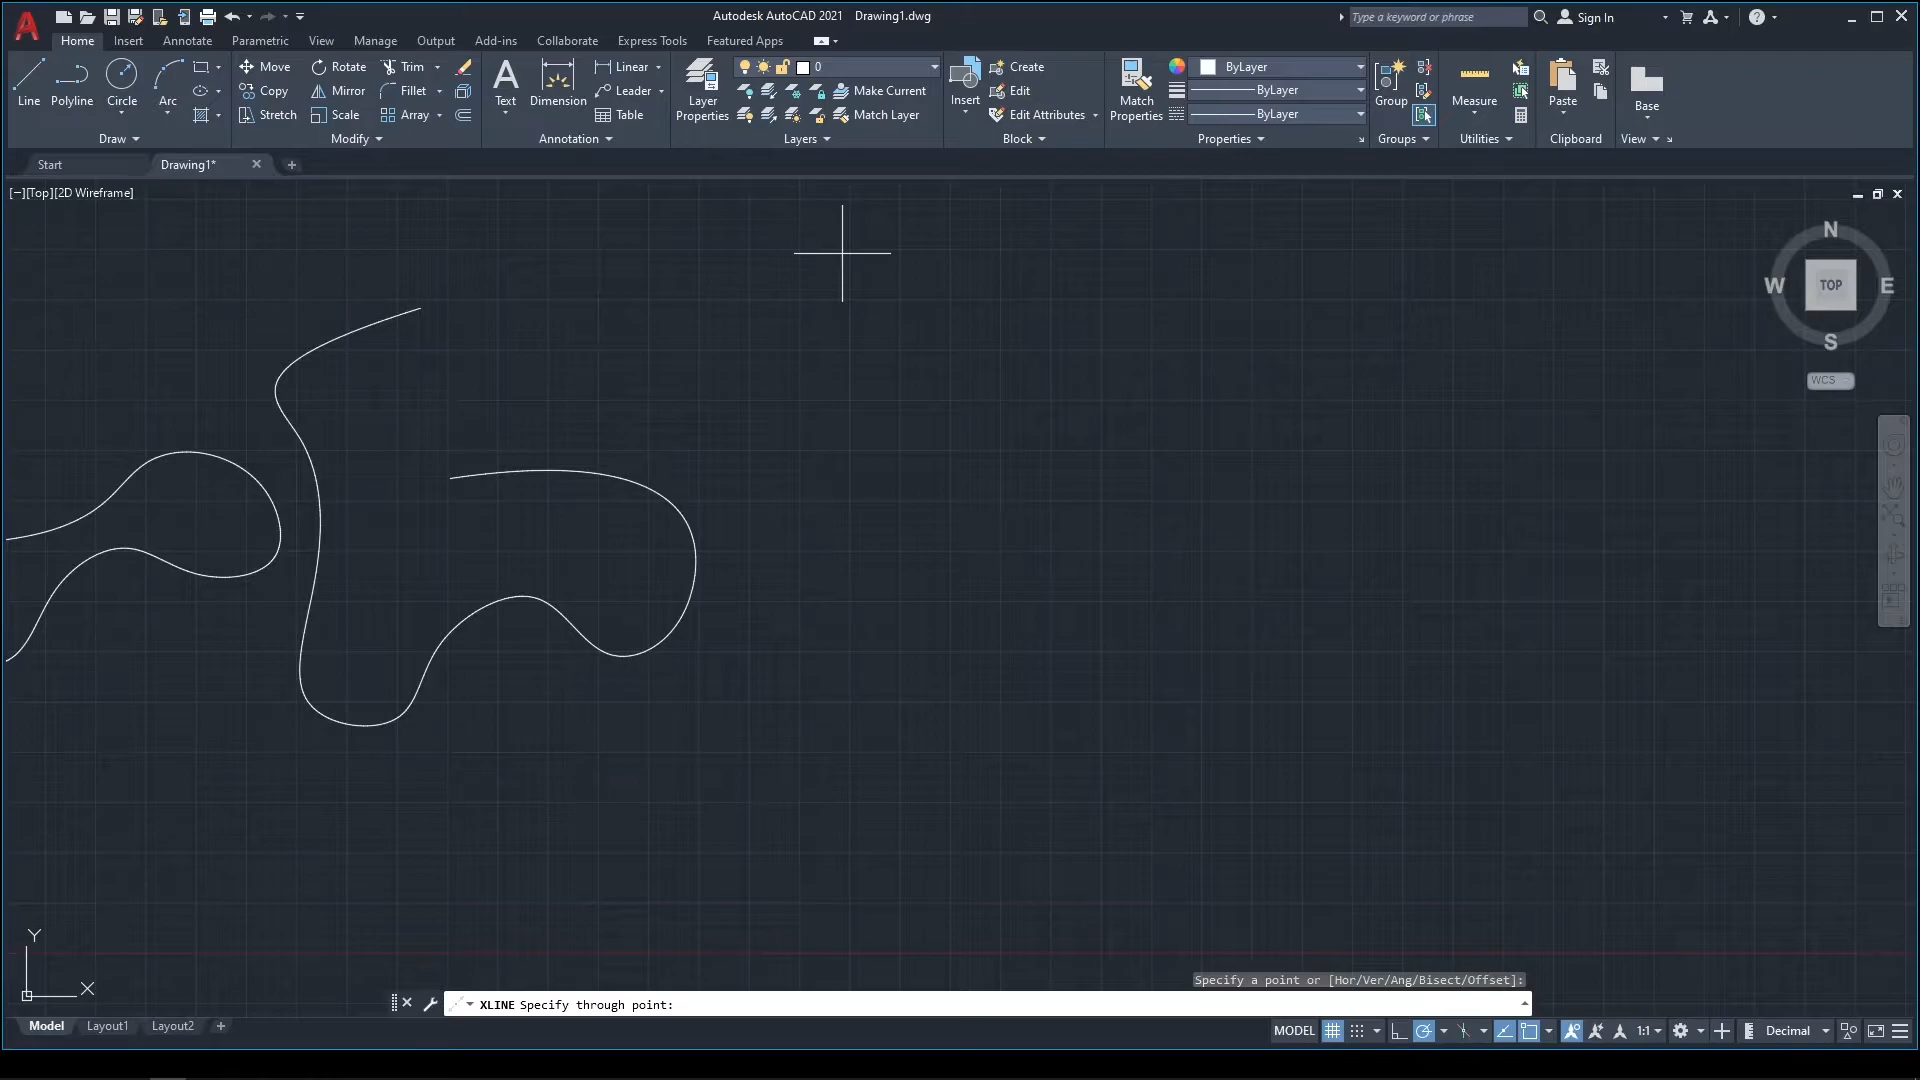 Autodesk AutoCAD 2021 Drawing1.dwg
Type a keyword or phrase
Sign In
Home Insert Annotate Parametric View Manage Output Add-ins Collaborate Express Tools Featured Apps
Line Polyline Circle Arc
Move Rotate Trim
Copy Mirror Fillet
Stretch Scale Array
Text Dimension
Linear
Leader
Table
Layer Properties
0
Make Current
Match Layer
Insert
Create
Edit
Edit Attributes
Match Properties
ByLayer
ByLayer
ByLayer
Group
Measure
Paste
Base
Draw Modify Annotation Layers Block Properties Groups Utilities Clipboard View
Start Drawing1*
[−][Top][2D Wireframe]
N
W TOP E
S
WCS
Y
X
Specify a point or [Hor/Ver/Ang/Bisect/Offset]:
XLINE Specify through point:
Model Layout1 Layout2 +
MODEL 1:1 Decimal